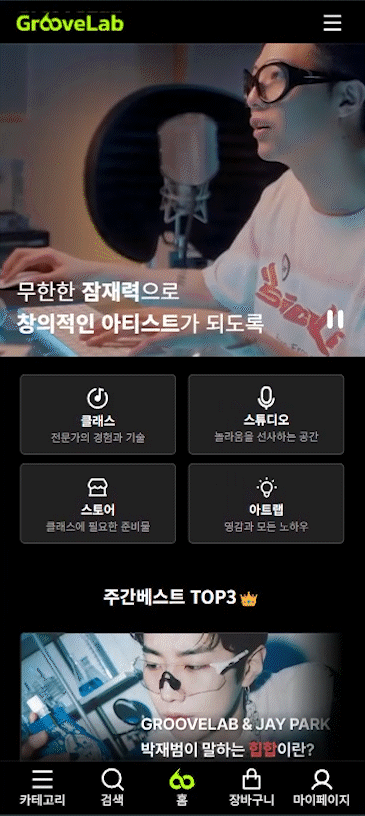 GrooveLab
무한한 잠재력으로
창의적인 아티스트가 되도록
클래스
전문가의 경험과 기술
스튜디오
놀라움을 선사하는 공간
스토어
클래스에 필요한 준비물
아트랩
영감과 모든 노하우
주간베스트 TOP3
GROOVELAB & JAY PARK
박재범이 말하는 힙합이란?
카테고리
검색
홈
장바구니
마이페이지